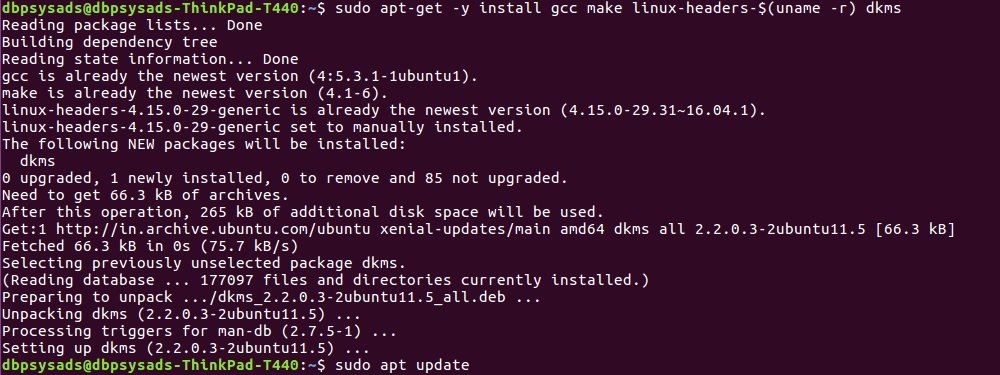 dbpsysads@dbpsysads-ThinkPad-T440:~$ sudo apt-get -y install gcc make linux-headers-$(uname -r) dkms
Reading package lists... Done
Building dependency tree
Reading state information... Done
gcc is already the newest version (4:5.3.1-1ubuntu1).
make is already the newest version (4.1-6).
linux-headers-4.15.0-29-generic is already the newest version (4.15.0-29.31~16.04.1).
linux-headers-4.15.0-29-generic set to manually installed.
The following NEW packages will be installed:
  dkms
0 upgraded, 1 newly installed, 0 to remove and 85 not upgraded.
Need to get 66.3 kB of archives.
After this operation, 265 kB of additional disk space will be used.
Get:1 http://in.archive.ubuntu.com/ubuntu xenial-updates/main amd64 dkms all 2.2.0.3-2ubuntu11.5 [66.3 kB]
Fetched 66.3 kB in 0s (75.7 kB/s)
Selecting previously unselected package dkms.
(Reading database ... 177097 files and directories currently installed.)
Preparing to unpack .../dkms_2.2.0.3-2ubuntu11.5_all.deb ...
Unpacking dkms (2.2.0.3-2ubuntu11.5) ...
Processing triggers for man-db (2.7.5-1) ...
Setting up dkms (2.2.0.3-2ubuntu11.5) ...
dbpsysads@dbpsysads-ThinkPad-T440:~$ sudo apt update